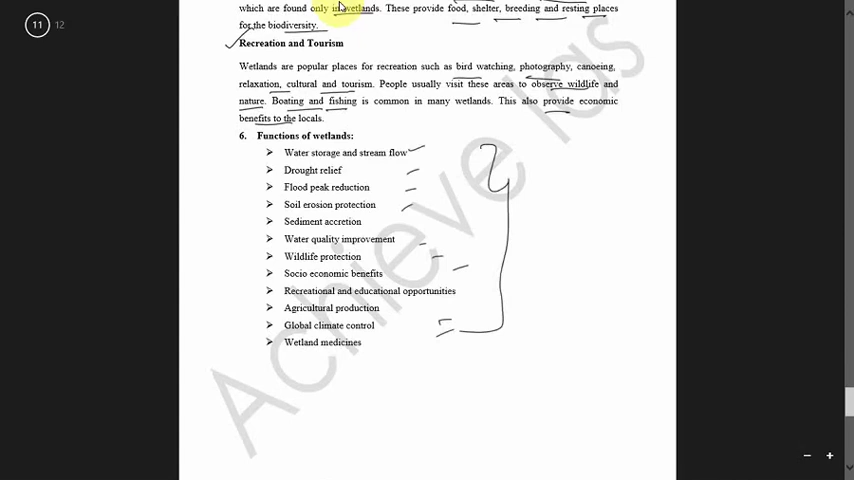 11 12
which are found only in wetlands. These provide food, shelter, breeding and resting places
for the biodiversity.
Recreation and Tourism
Wetlands are popular places for recreation such as bird watching, photography, canoeing,
relaxation, cultural and tourism. People usually visit these areas to observe wildlife and
nature. Boating and fishing is common in many wetlands. This also provide economic
benefits to the locals.
6. Functions of wetlands:
➢ Water storage and stream flow
➢ Drought relief
➢ Flood peak reduction
➢ Soil erosion protection
➢ Sediment accretion
➢ Water quality improvement
➢ Wildlife protection
➢ Socio economic benefits
➢ Recreational and educational opportunities
➢ Agricultural production
➢ Global climate control
➢ Wetland medicines
Achieve Ias